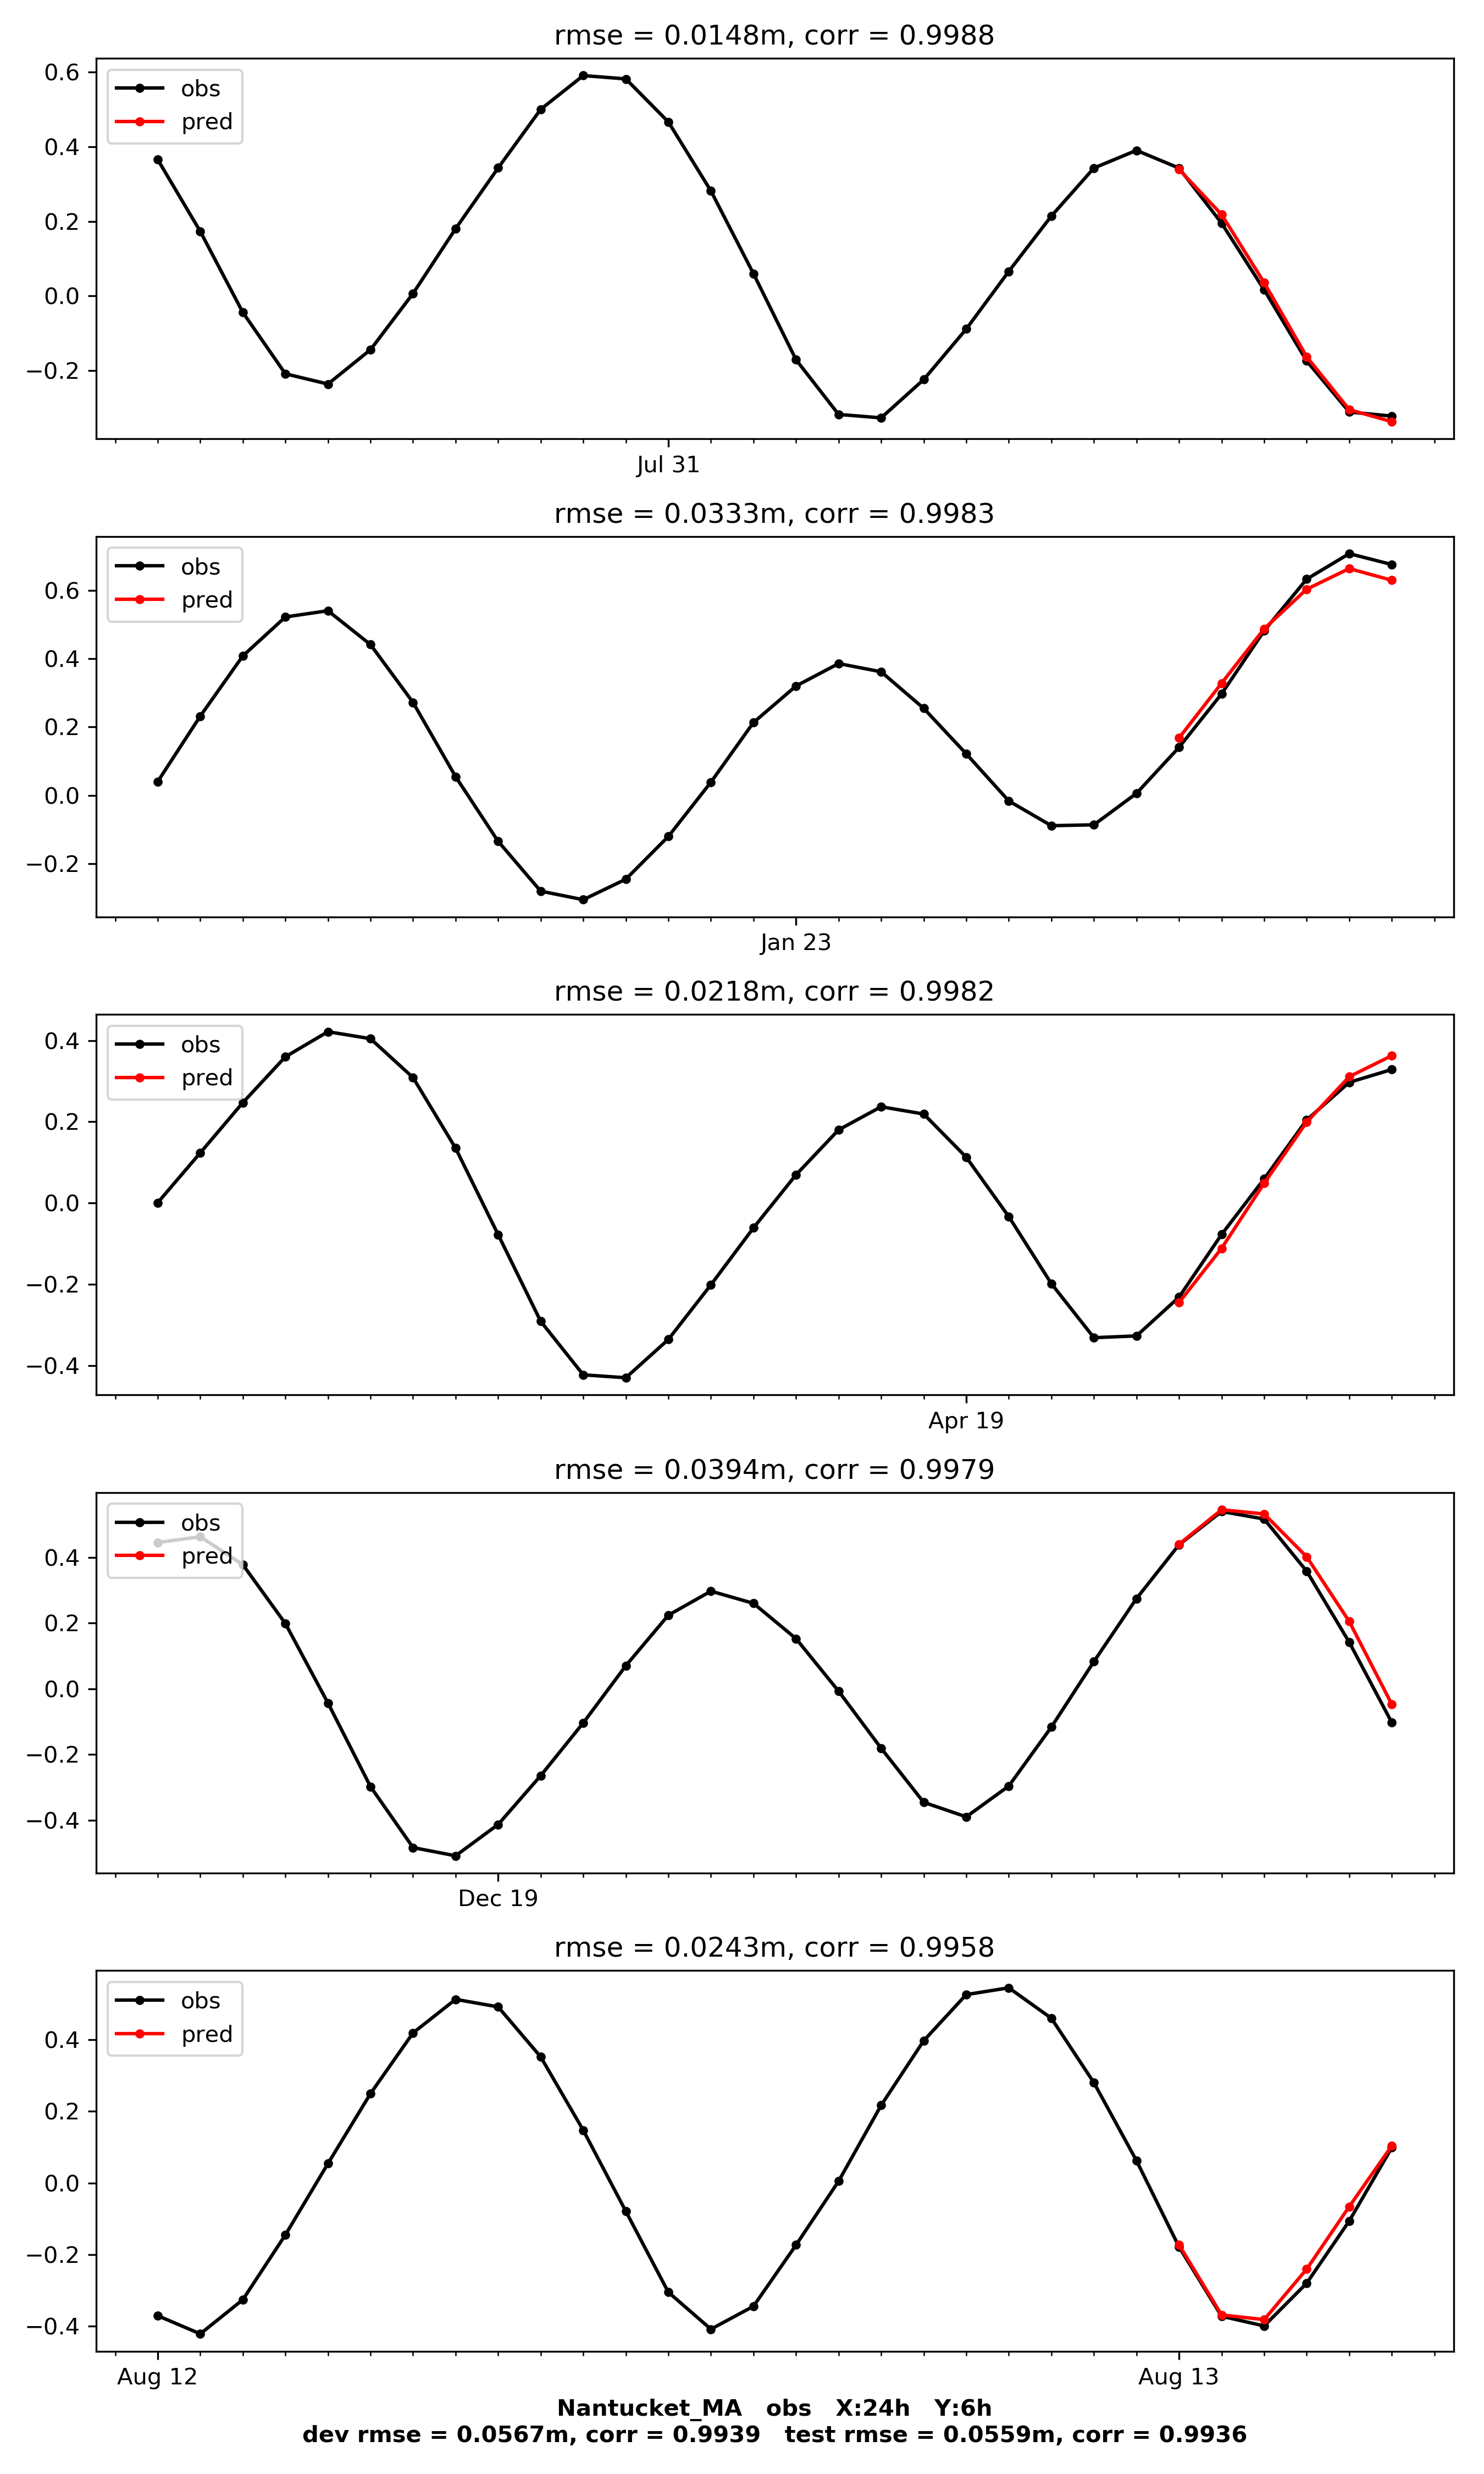 rmse = 0.0148m, corr = 0.9988
0.6
0.4
0.2
0.0
−0.2
obs
pred
Jul 31
rmse = 0.0333m, corr = 0.9983
0.6
0.4
0.2
0.0
−0.2
obs
pred
Jan 23
rmse = 0.0218m, corr = 0.9982
0.4
0.2
0.0
−0.2
−0.4
obs
pred
Apr 19
rmse = 0.0394m, corr = 0.9979
0.4
0.2
0.0
−0.2
−0.4
obs
pred
Dec 19
rmse = 0.0243m, corr = 0.9958
0.4
0.2
0.0
−0.2
−0.4
obs
pred
Aug 12 Aug 13
Nantucket_MA obs X:24h Y:6h
dev rmse = 0.0567m, corr = 0.9939 test rmse = 0.0559m, corr = 0.9936